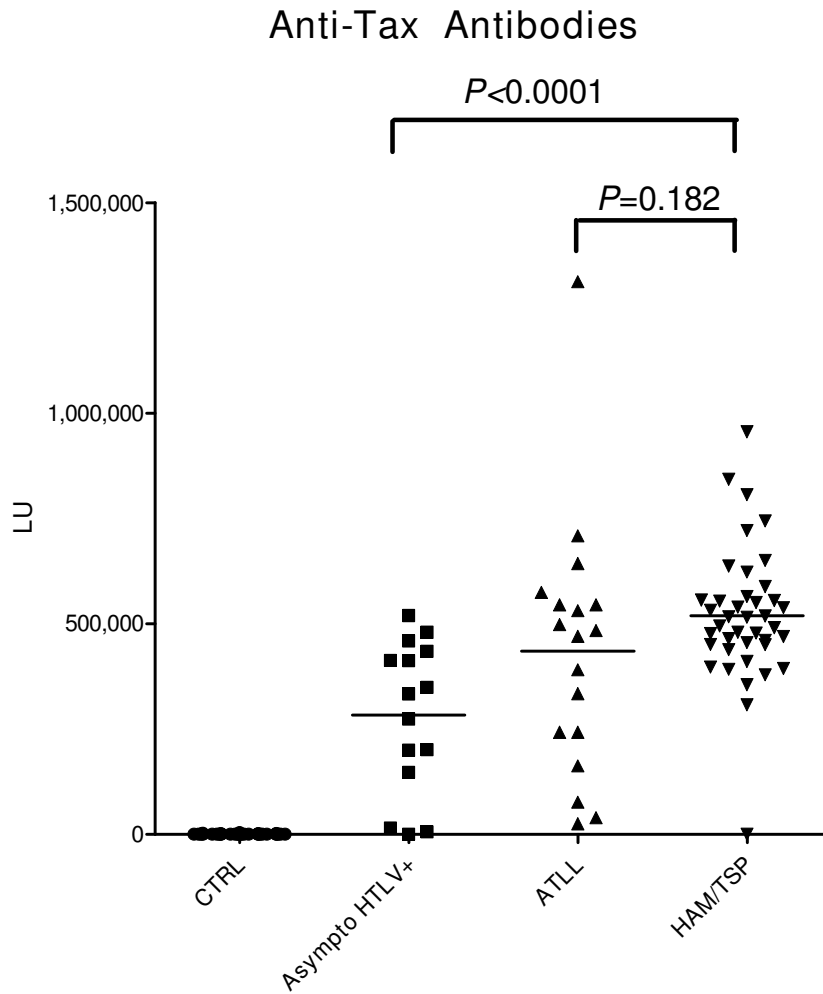 Anti-Tax Antibodies
P<0.0001
P=0.182
1,500,000
1,000,000
500,000
0
LU
CTRL
Asympto HTLV+
ATLL
HAM/TSP